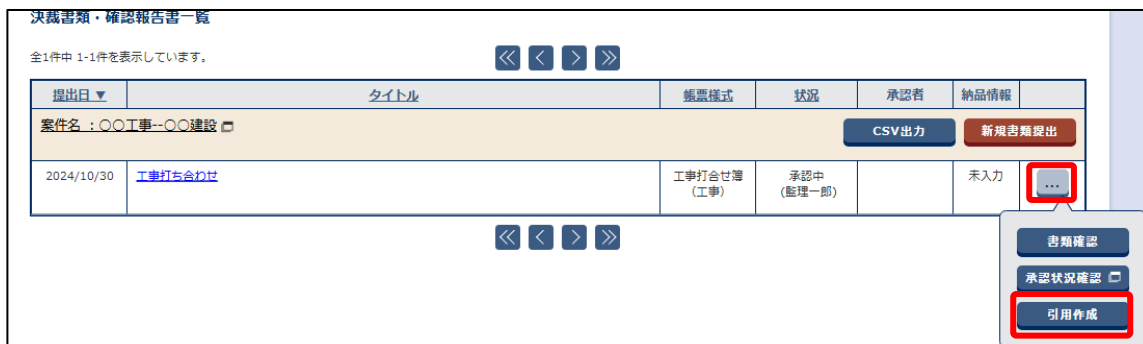 決裁書類・確認報告書一覧
全1件中 1-1件を表示しています。
提出日▼ タイトル 帳票様式 状況 承認者 納品情報
案件名 :〇〇工事--〇〇建設
CSV出力 新規書類提出
2024/10/30 工事打ち合わせ 工事打合せ簿 承認中 未入力 ...
(工事) (監理一郎)
書類確認
承認状況確認
引用作成